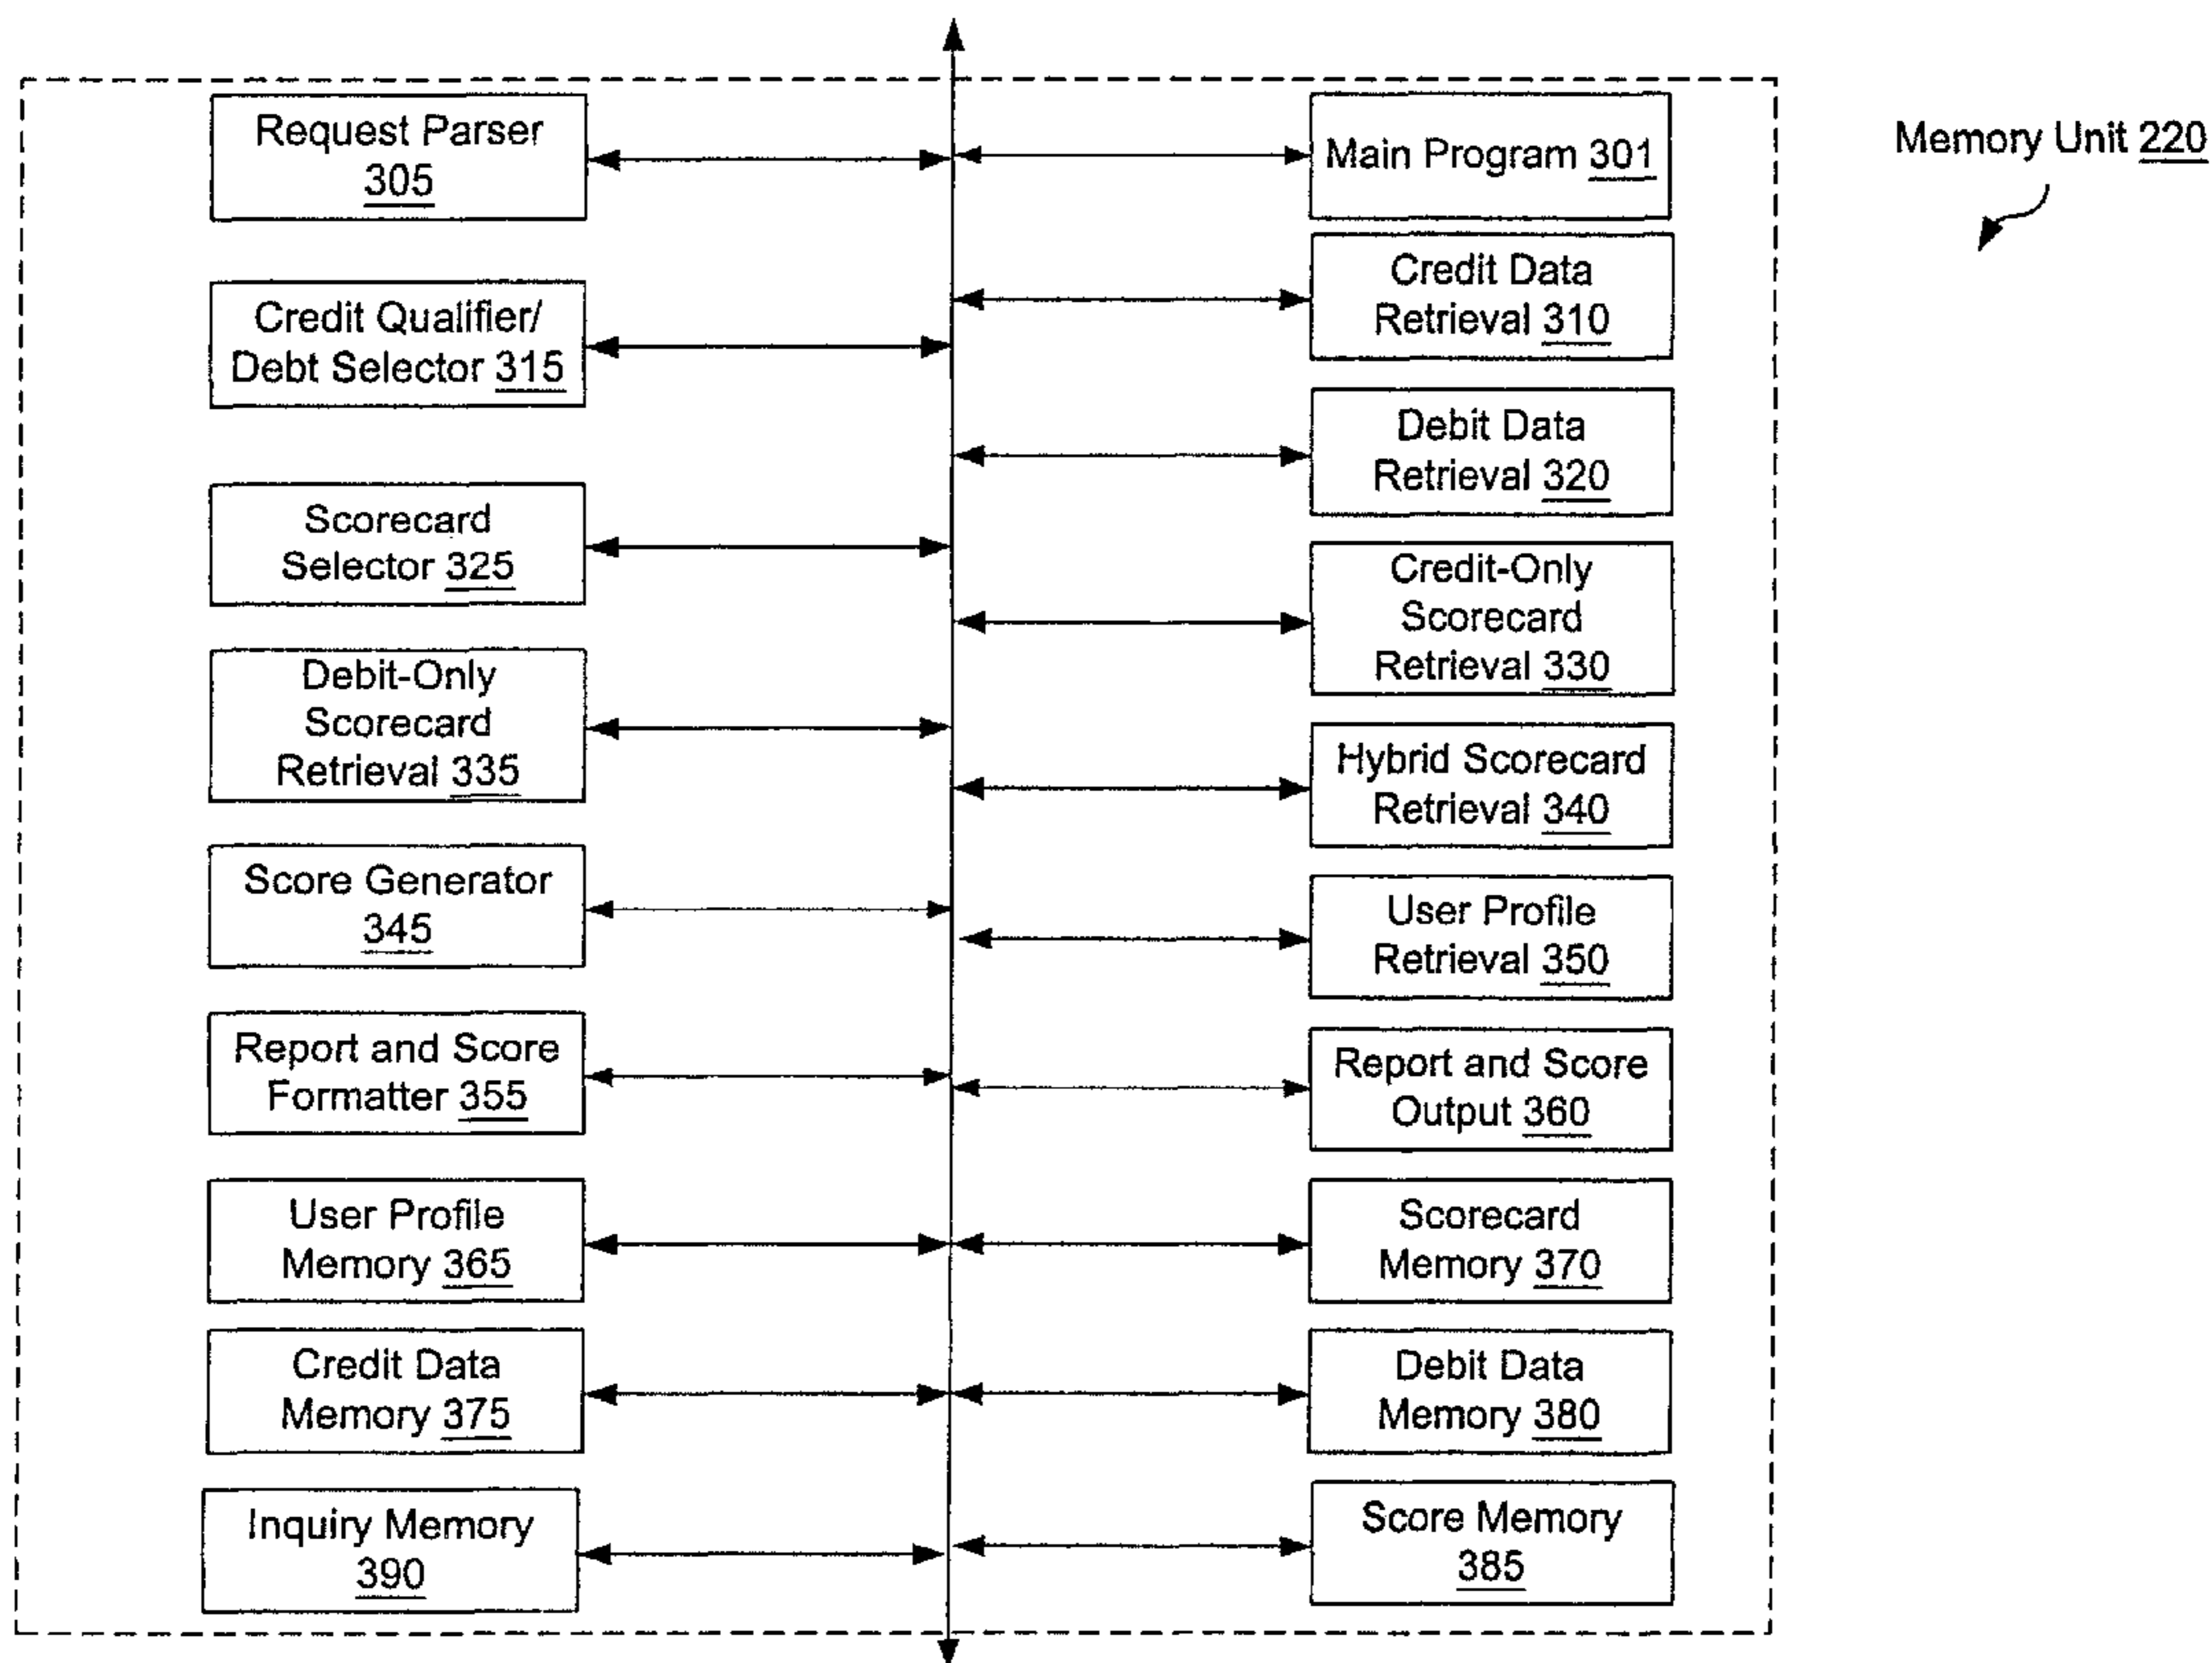 Request Parser
305
Main Program 301
Memory Unit 220
Credit Data
Retrieval 310
Credit Qualifier/
Debt Selector 315
Debit Data
Retrieval 320
Scorecard
Selector 325
Credit-Only
Scorecard
Retrieval 330
Debit-Only
Scorecard
Retrieval 335
Hybrid Scorecard
Retrieval 340
Score Generator
345
User Profile
Retrieval 350
Report and Score
Formatter 355
Report and Score
Output 360
User Profile
Memory 365
Scorecard
Memory 370
Credit Data
Memory 375
Debit Data
Memory 380
Inquiry Memory
390
Score Memory
385